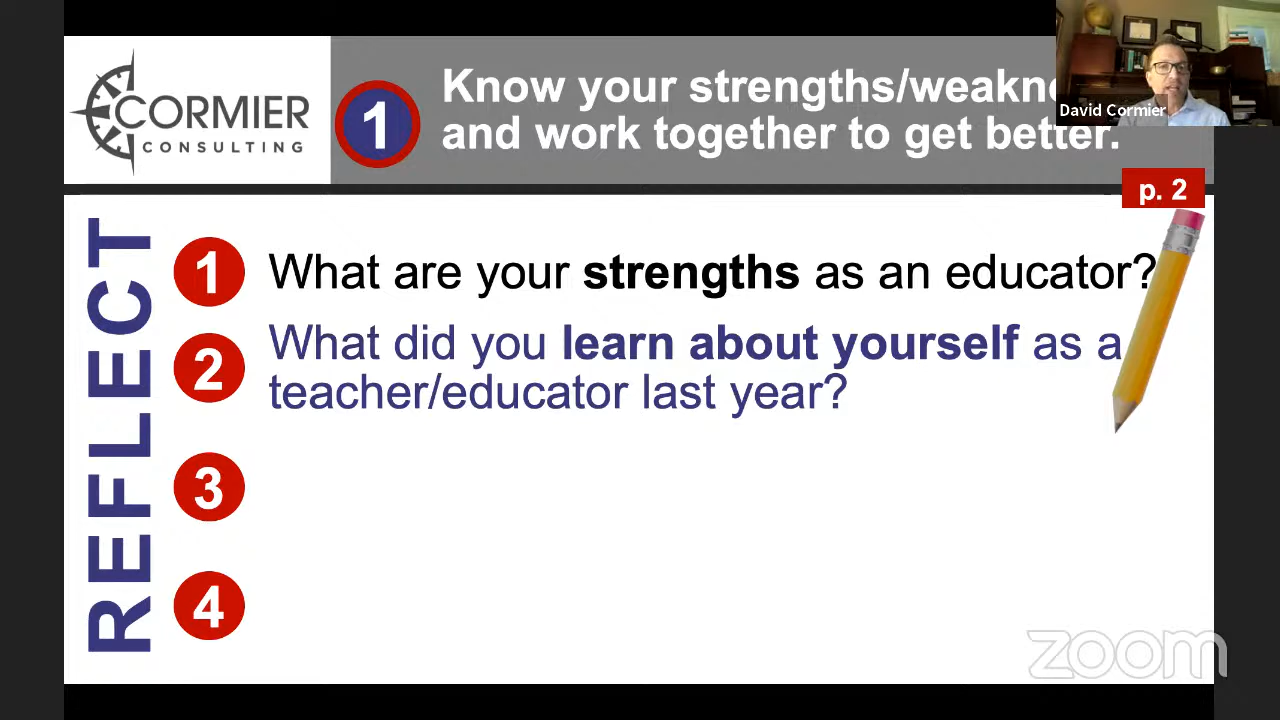 CORMIER
CONSULTING
1
Know your strengths/weakne
and work together to get better.
David Cormier
p. 2
REFLECT
1
What are your strengths as an educator?
2
What did you learn about yourself as a
teacher/educator last year?
3
4
zoom